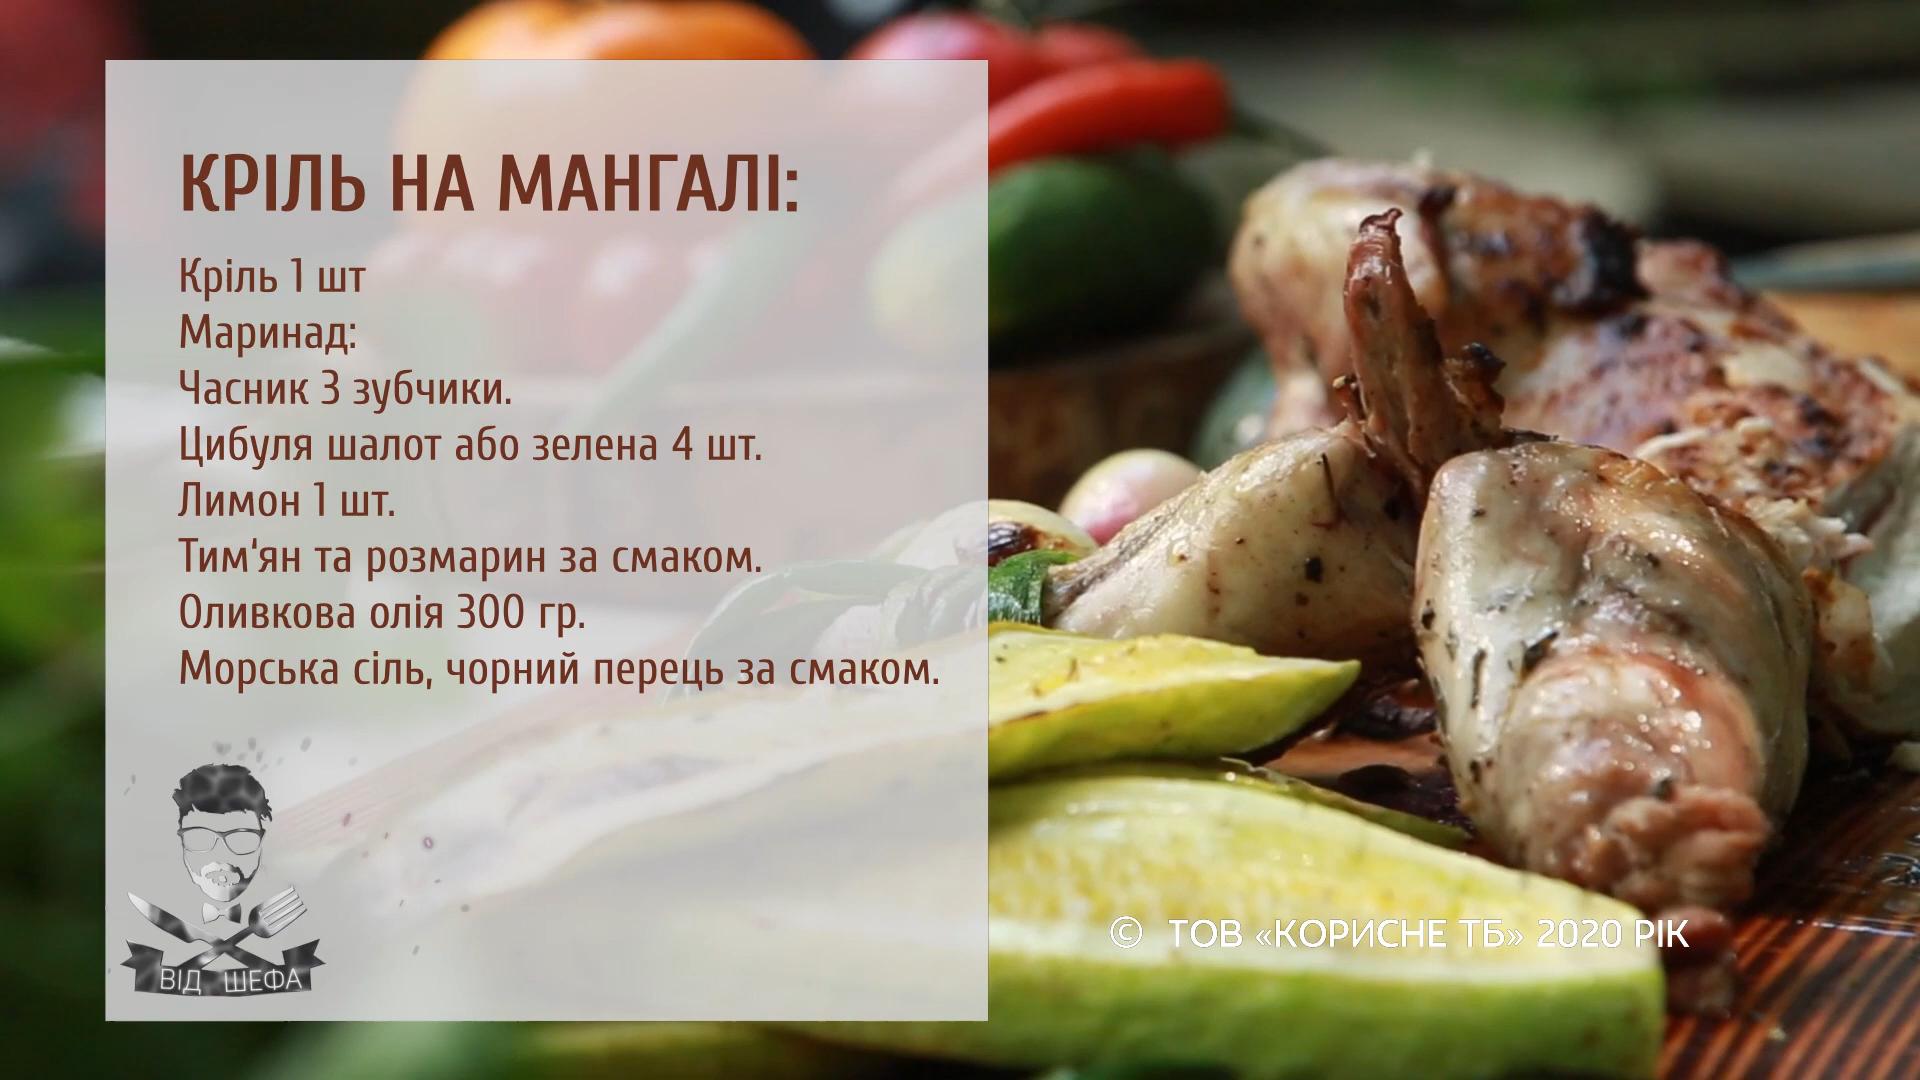 КРІЛЬ НА МАНГАЛІ:
Кріль 1 шт
Маринад:
Часник 3 зубчики.
Цибуля шалот або зелена 4 шт.
Лимон 1 шт.
Тим‘ян та розмарин за смаком.
Оливкова олія 300 гр.
Морська сіль, чорний перець за смаком.
ВІД ШЕФА
© ТОВ «КОРИСНЕ ТБ» 2020 РІК